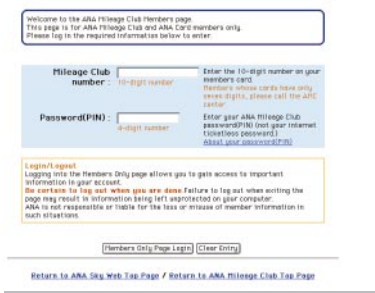 Welcome to the ANA Mileage Club Members page.
This page is for ANA Mileage Club and ANA Card members only.
Please log in the required information below to enter.
Mileage Club
number :
10-digit number
Enter the 10-digit number on your
members card.
Members whose cards have only
seven digits, please call the AMC
center
Password(PIN) :
4-digit number
Enter your ANA Mileage Club
password(PIN) (not your internet
ticketless password.)
About your password(PIN)
Login/Logout
Logging into the Members Only page allows you to gain access to important
information in your account.
Be certain to log out when you are done.Failure to log out when exiting the
page may result in information being left unprotected on your computer.
ANA is not responsible or liable for the loss or misuse of member information in
such situations.
Members Only Page Login Clear Entry
Return to ANA Sky Web Top Page / Return to ANA Mileage Club Top Page